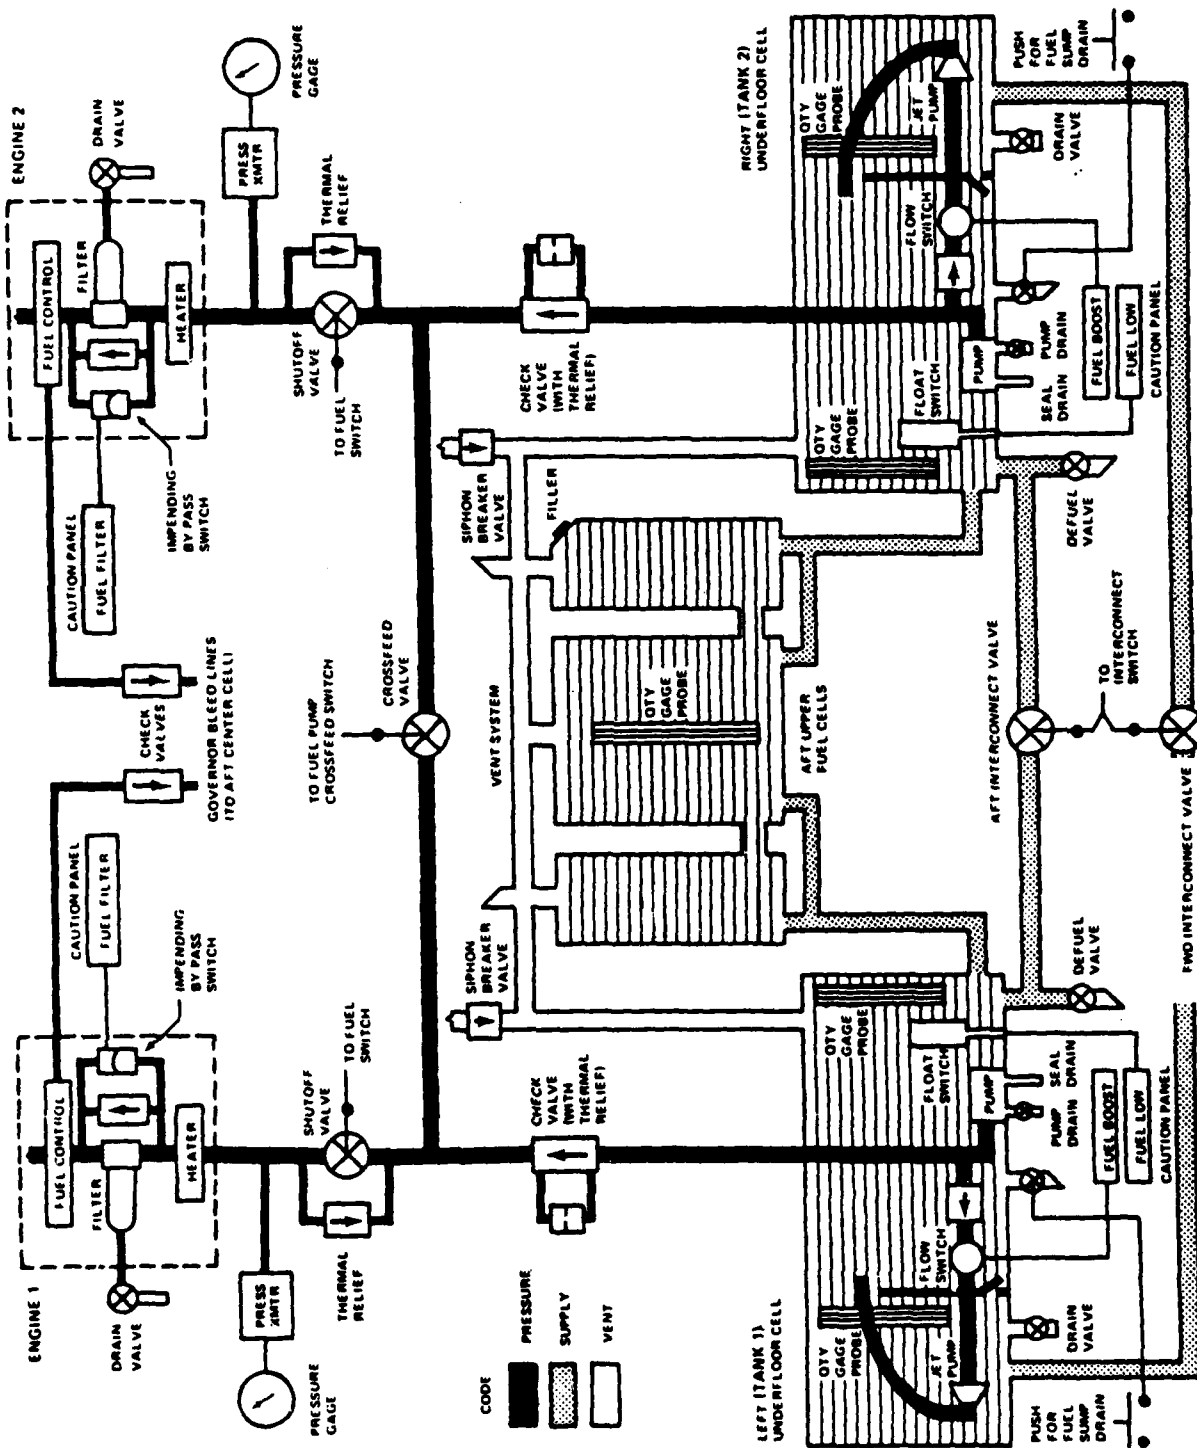 ENGINE 1
FUEL CONTROL
FILTER
HEATER
DRAIN
VALVE
CAUTION PANEL
FUEL FILTER
IMPENDING
BY PASS
SWITCH
CHECK
VALVES
GOVERNOR BLEED LINES
(TO AFT CENTER CELL)
ENGINE 2
FUEL CONTROL
FILTER
HEATER
DRAIN
VALVE
CAUTION PANEL
FUEL FILTER
IMPENDING
BY PASS
SWITCH
PRESSURE
GAGE
PRESS
XMTR
THERMAL
RELIEF
SHUTOFF
VALVE
TO FUEL
SWITCH
TO FUEL PUMP
CROSSFEED SWITCH
CROSSFEED
VALVE
SHUTOFF
VALVE
TO FUEL
SWITCH
THERMAL
RELIEF
PRESS
XMTR
PRESSURE
GAGE
CODE
PRESSURE
SUPPLY
VENT
CHECK
VALVE
(WITH
THERMAL
RELIEF)
SIPHON
BREAKER
VALVE
VENT SYSTEM
SIPHON
BREAKER
VALVE
FILLER
CHECK
VALVE
(WITH
THERMAL
RELIEF)
QTY
GAGE
PROBE
AFT UPPER
FUEL CELLS
LEFT (TANK 1)
UNDERFLOOR CELL
QTY
GAGE
PROBE
JET
PUMP
FLOW
SWITCH
FLOAT
SWITCH
QTY
GAGE
PROBE
PUMP
RIGHT (TANK 2)
UNDERFLOOR CELL
QTY
GAGE
PROBE
FLOAT
SWITCH
PUMP
FLOW
SWITCH
QTY
GAGE
PROBE
JET
PUMP
PUSH
FOR
FUEL
SUMP
DRAIN
DRAIN
VALVE
PUMP
DRAIN
SEAL
DRAIN
FUEL BOOST
FUEL LOW
CAUTION PANEL
DEFUEL
VALVE
AFT INTERCONNECT VALVE
TO
INTERCONNECT
SWITCH
FWD INTERCONNECT VALVE
DEFUEL
VALVE
SEAL
DRAIN
PUMP
DRAIN
FUEL BOOST
FUEL LOW
CAUTION PANEL
DRAIN
VALVE
PUSH
FOR
FUEL
SUMP
DRAIN